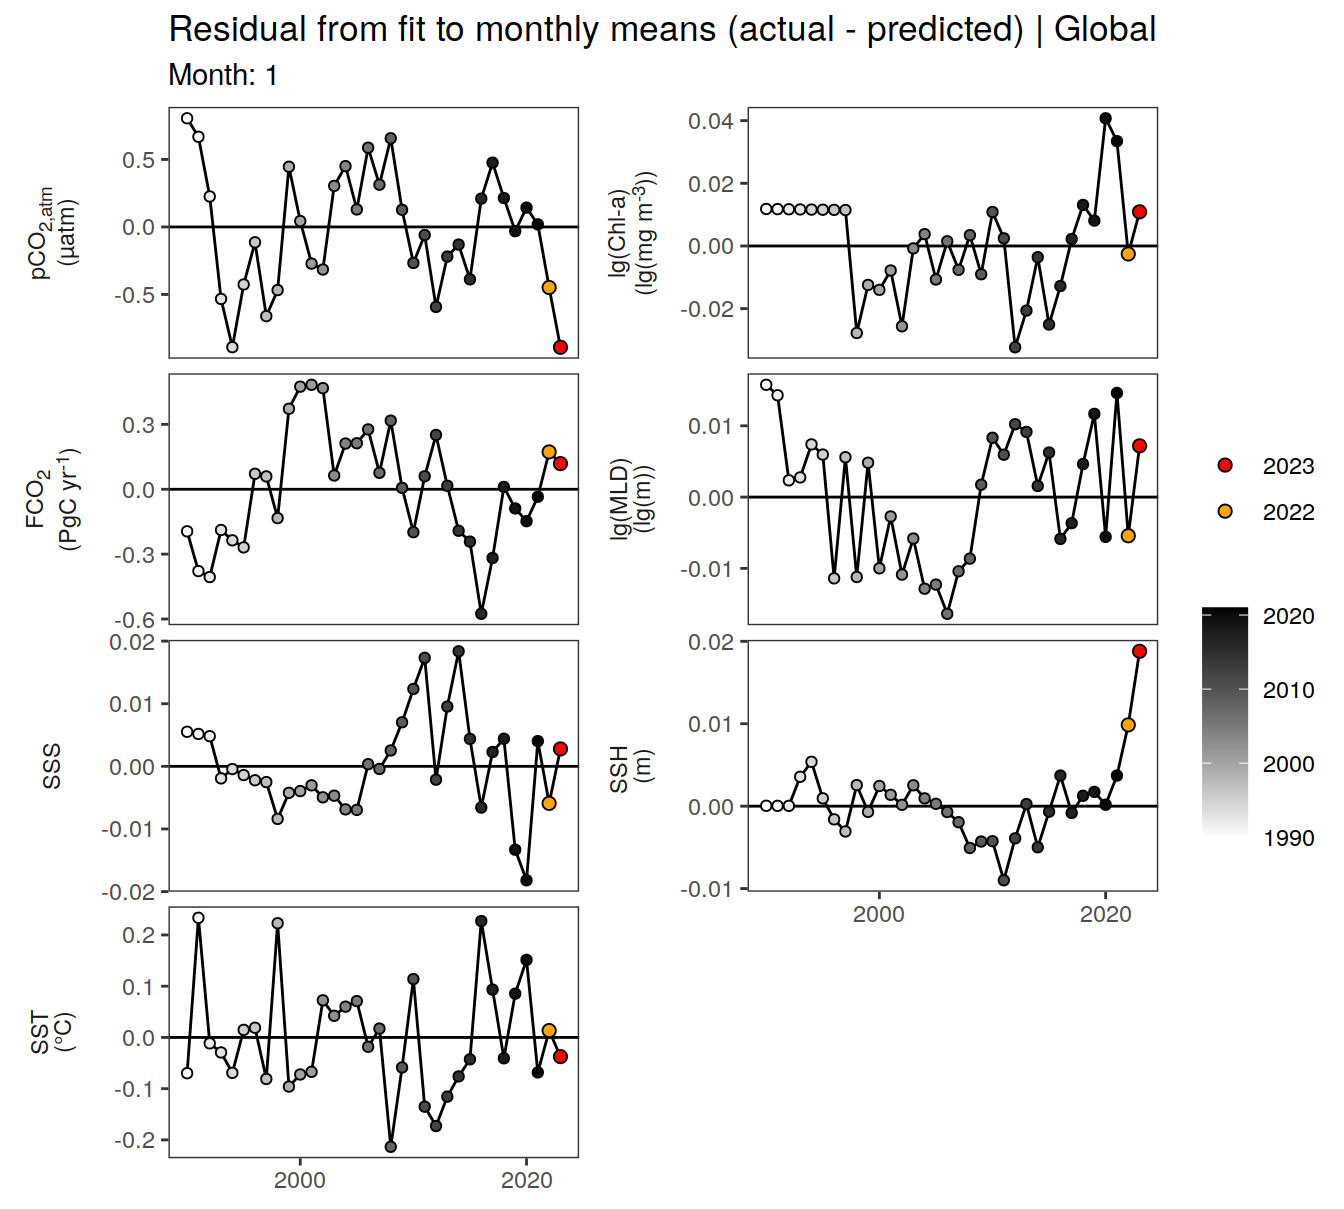 Residual from fit to monthly means (actual - predicted) | Global
Month: 1
pCO2,atm
(µatm)
0.5
0.0
-0.5
lg(Chl-a)
(lg(mg m-3))
0.04
0.02
0.00
-0.02
FCO2
(PgC yr-1)
0.3
0.0
-0.3
-0.6
lg(MLD)
(lg(m))
0.01
0.00
-0.01
SSS
0.02
0.01
0.00
-0.01
-0.02
SSH
(m)
0.02
0.01
0.00
-0.01
2000
2020
SST
(°C)
0.2
0.1
0.0
-0.1
-0.2
2000
2020
2023
2022
2020
2010
2000
1990